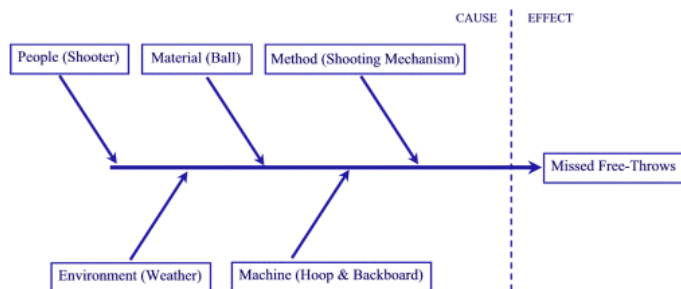 CAUSE
EFFECT
People (Shooter)
Material (Ball)
Method (Shooting Mechanism)
Missed Free-Throws
Environment (Weather)
Machine (Hoop & Backboard)